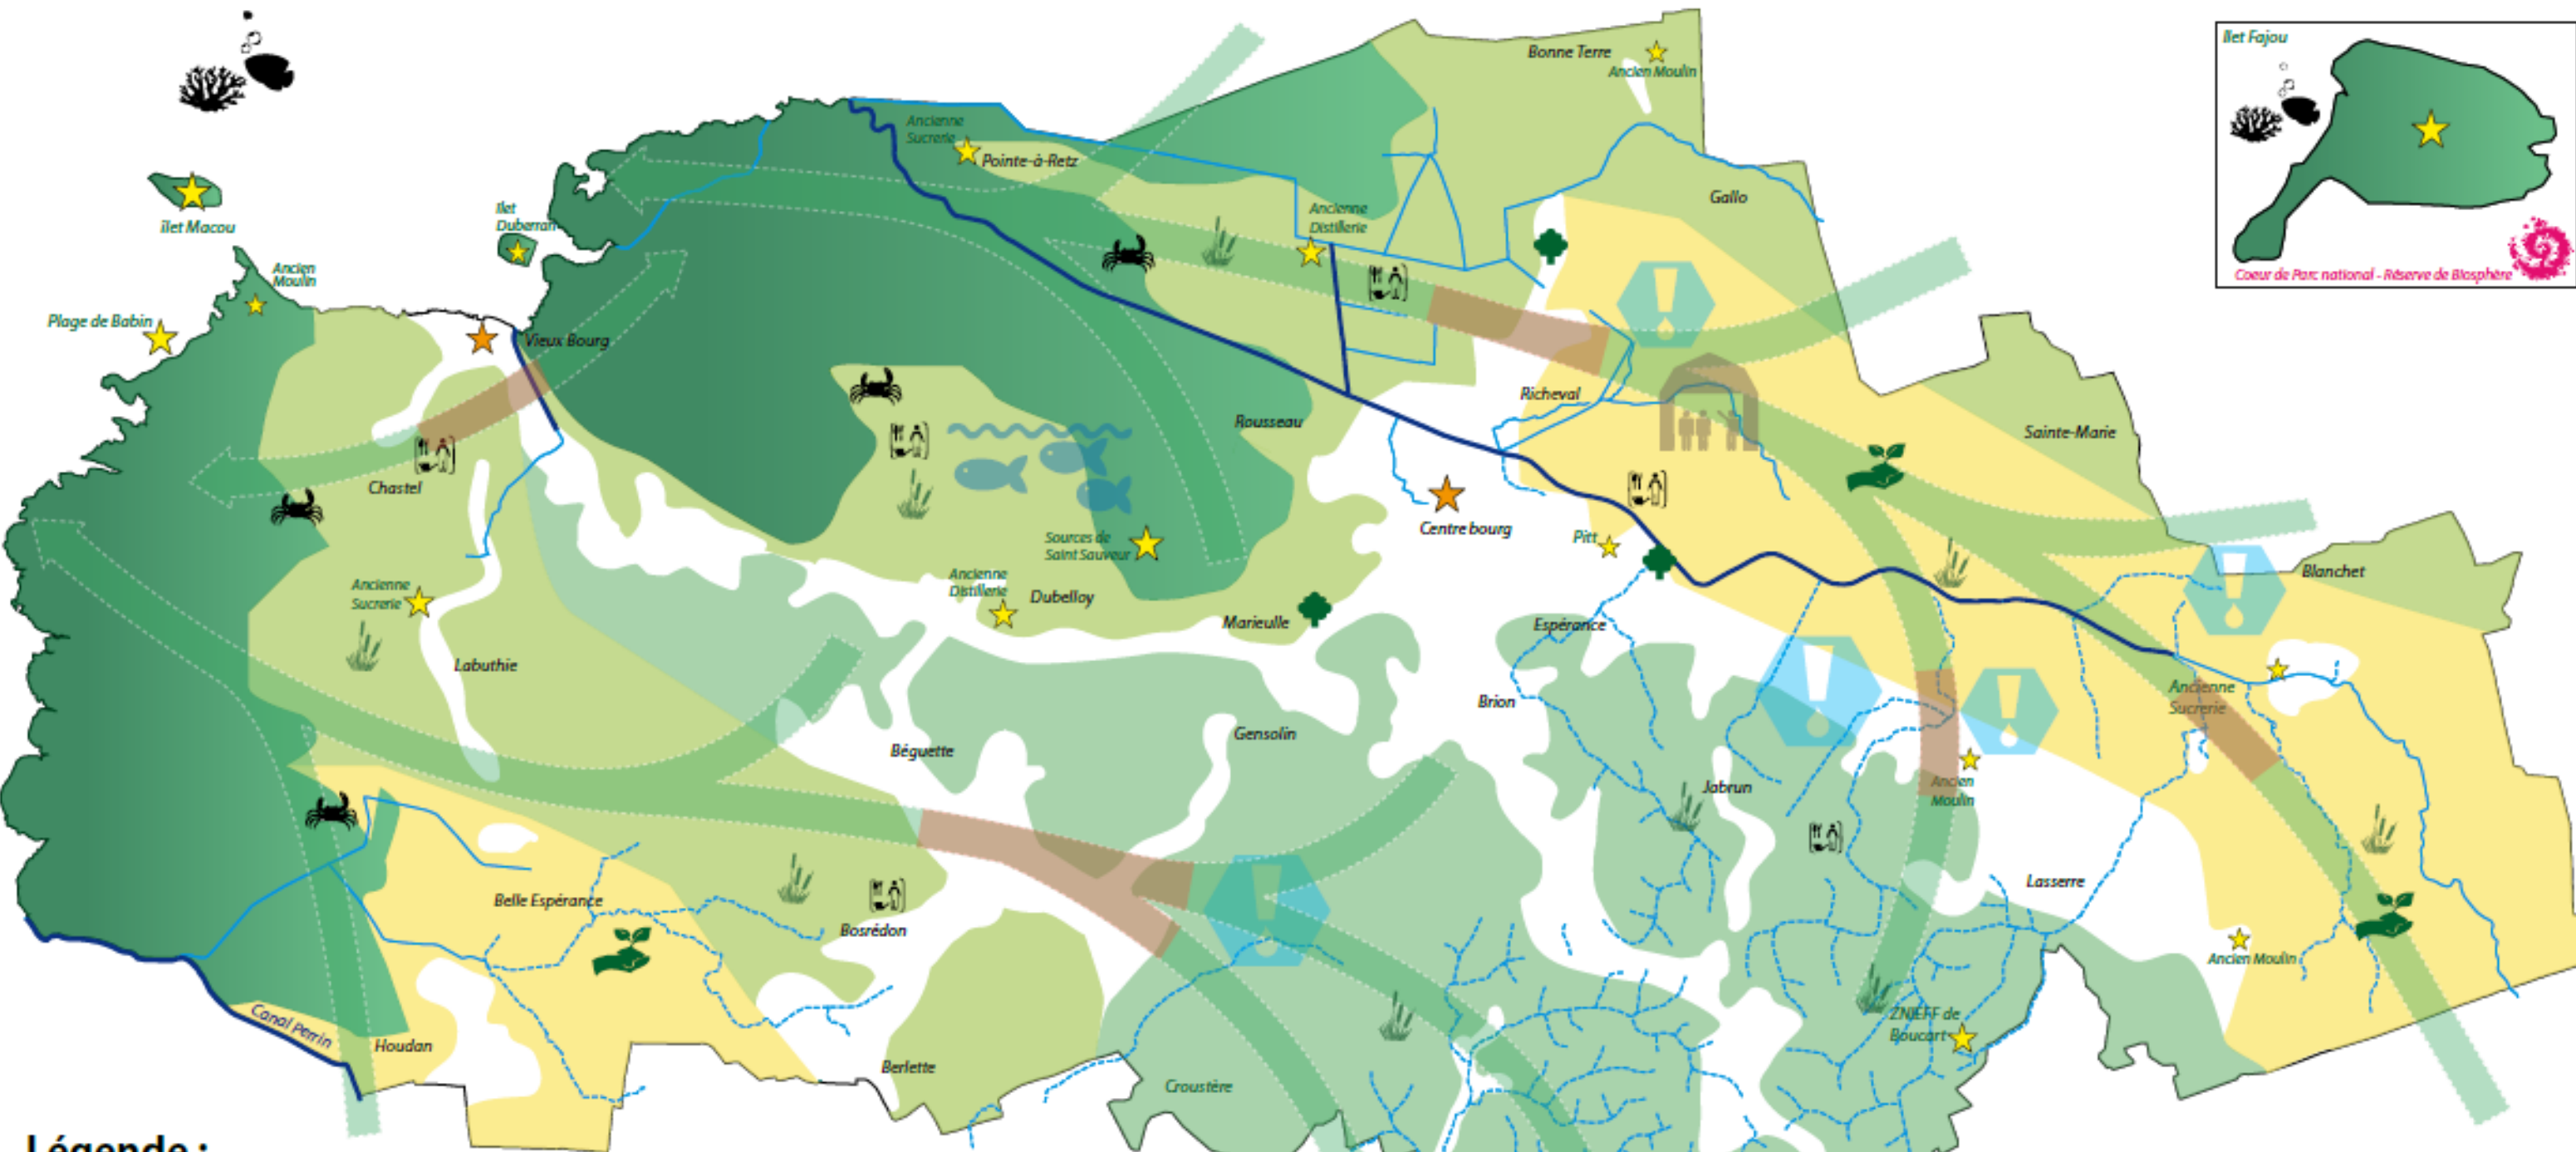 Bonne Terre
Ancien Moulin
Ilet Fajou
Coeur de Parc national - Réserve de Biosphère
Ancienne
Sucrerie
Pointe-à-Retz
Gallo
îlet Macou
Ilet
Duberran
Ancienne
Distillerie
Ancien
Moulin
Plage de Babin
Vieux Bourg
Richeval
Rousseau
Sainte-Marie
Chastel
Centre bourg
Pitt
Sources de
Saint Sauveur
Blanchet
Ancienne
Sucrerie
Ancienne
Distillerie
Dubelloy
Marieulle
Espérance
Labuthie
Ancienne
Sucrerie
Brion
Gensolin
Béguette
Jabrun
Ancien
Moulin
Lasserre
Belle Espérance
Bosrédon
Ancien Moulin
ZNIEFF de
Boucart
Canal Perrin
Houdan
Berlette
Croustère
Légende :